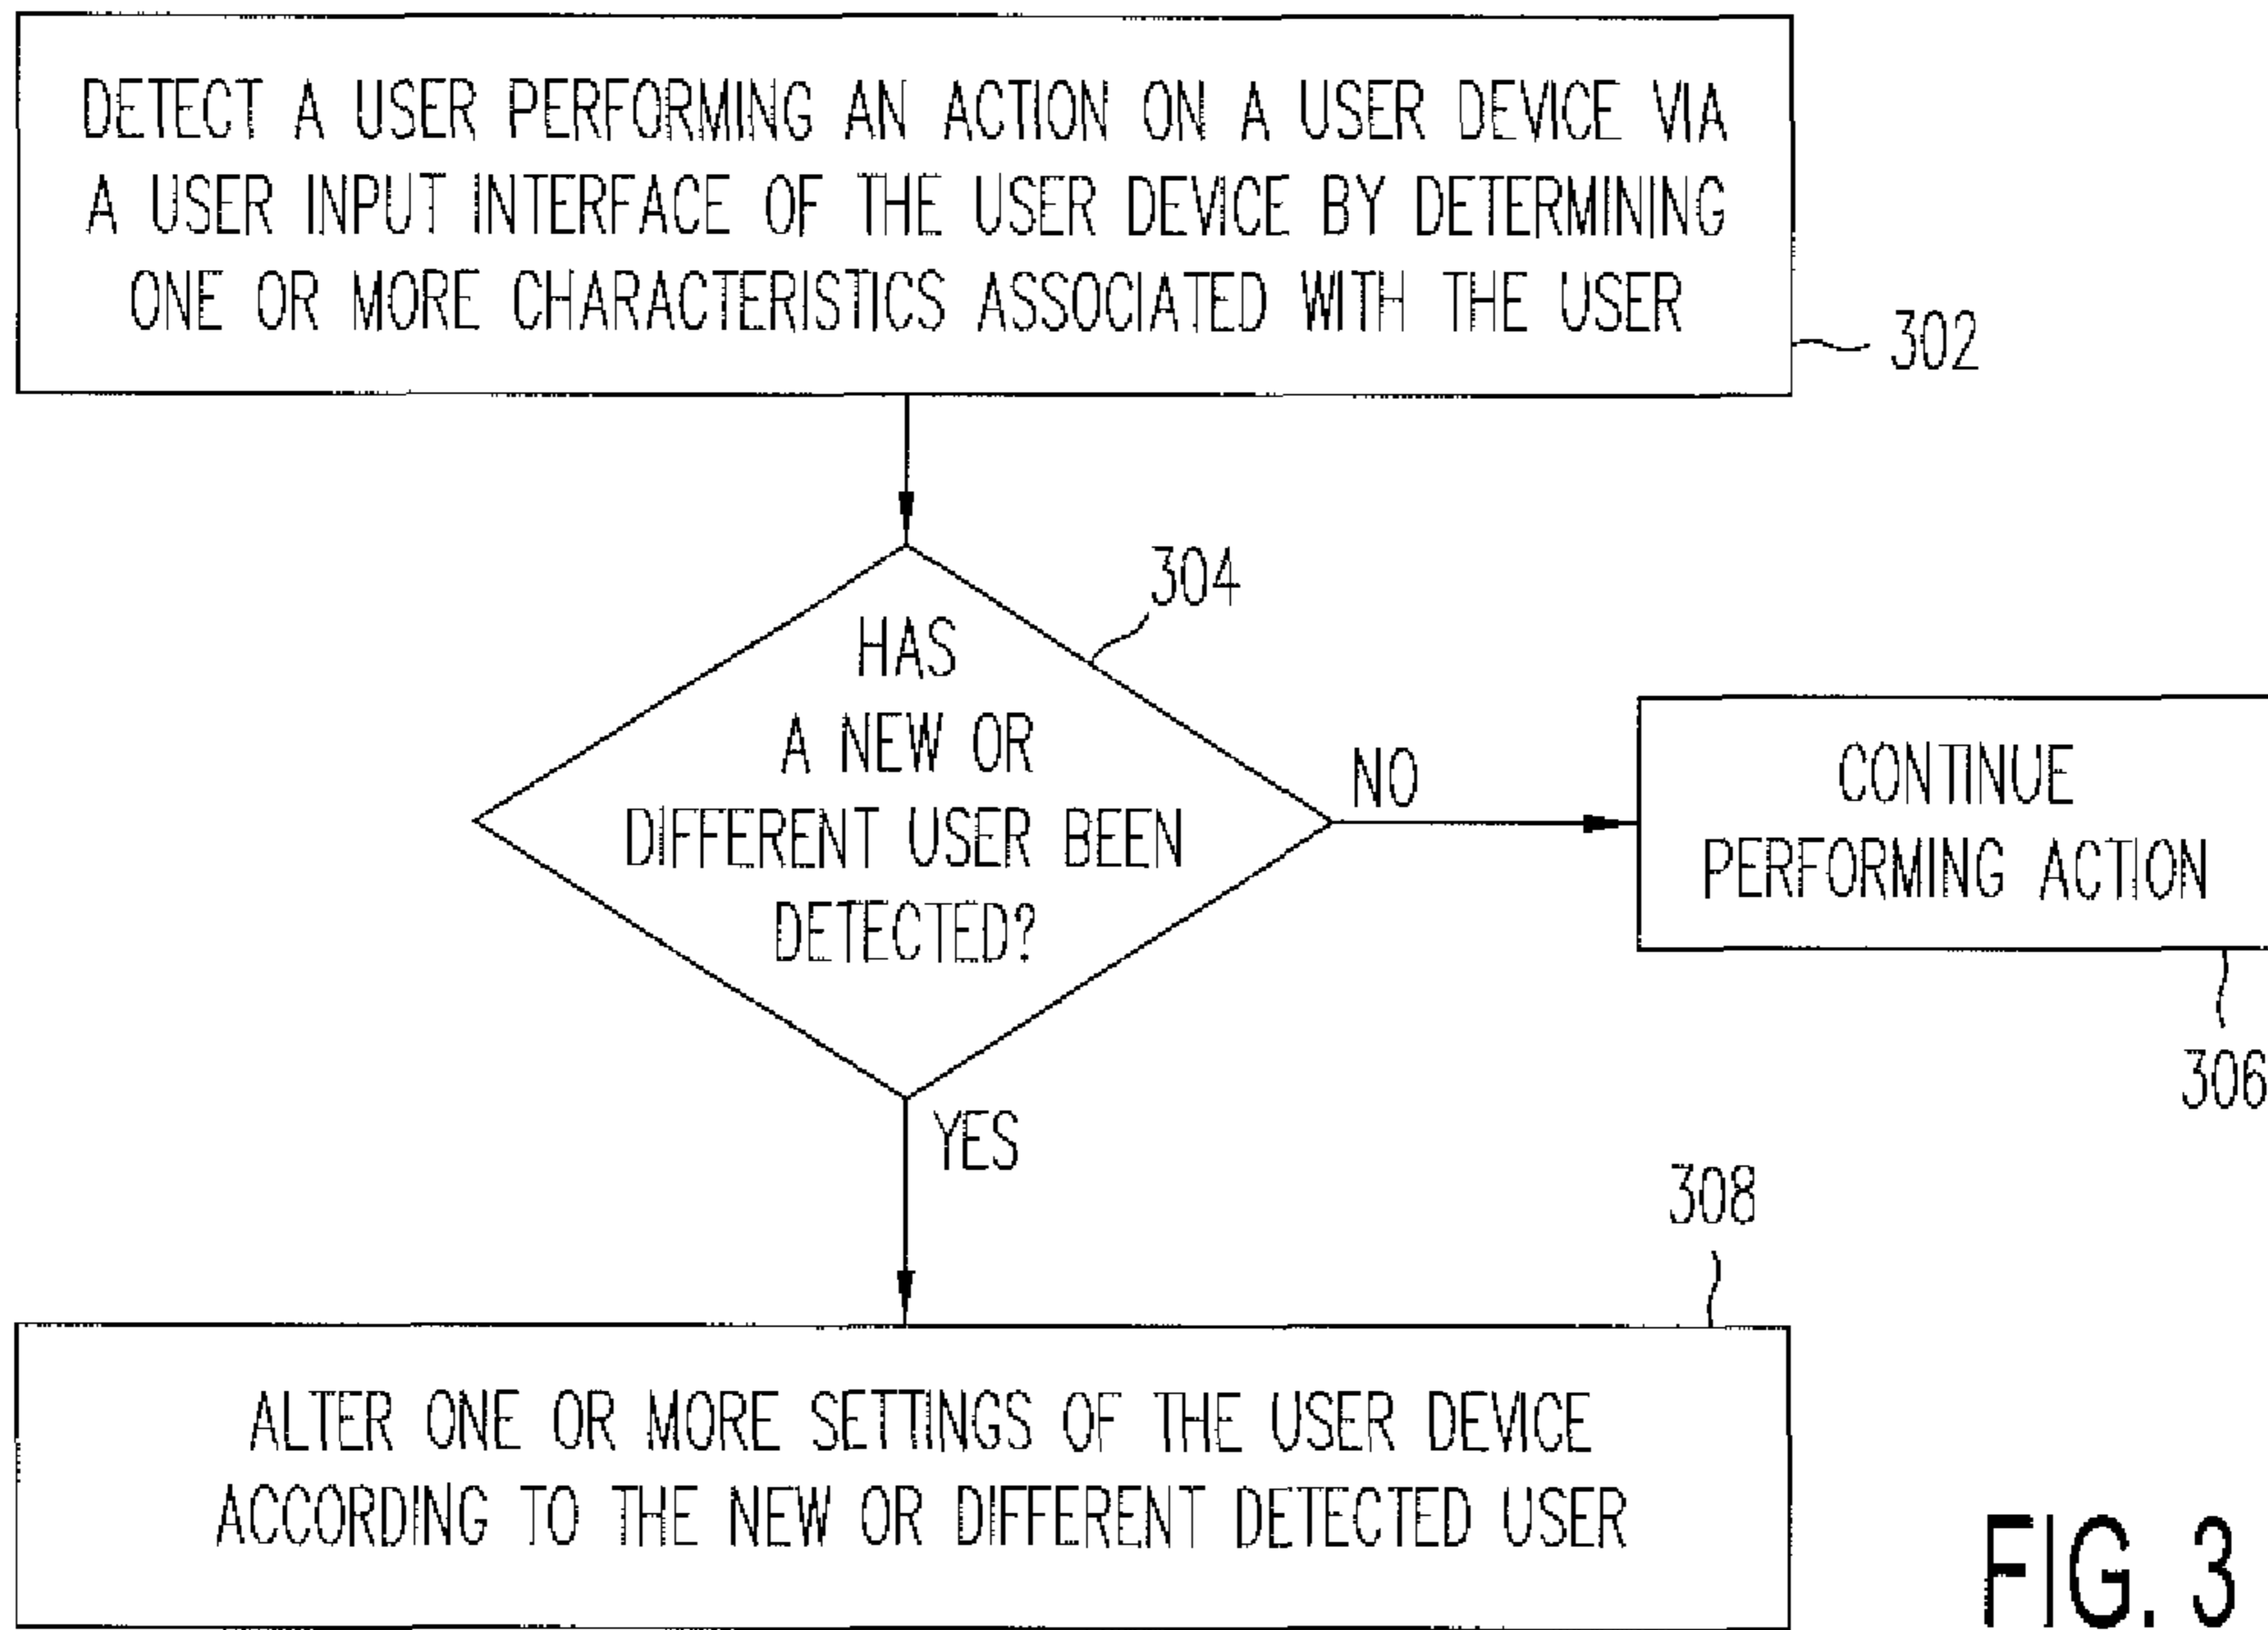 DETECT A USER PERFORMING AN ACTION ON A USER DEVICE VIA
A USER INPUT INTERFACE OF THE USER DEVICE BY DETERMINING
ONE OR MORE CHARACTERISTICS ASSOCIATED WITH THE USER
302
304
HAS
A NEW OR
DIFFERENT USER BEEN
DETECTED?
NO
CONTINUE
PERFORMING ACTION
306
YES
308
ALTER ONE OR MORE SETTINGS OF THE USER DEVICE
ACCORDING TO THE NEW OR DIFFERENT DETECTED USER
FIG. 3